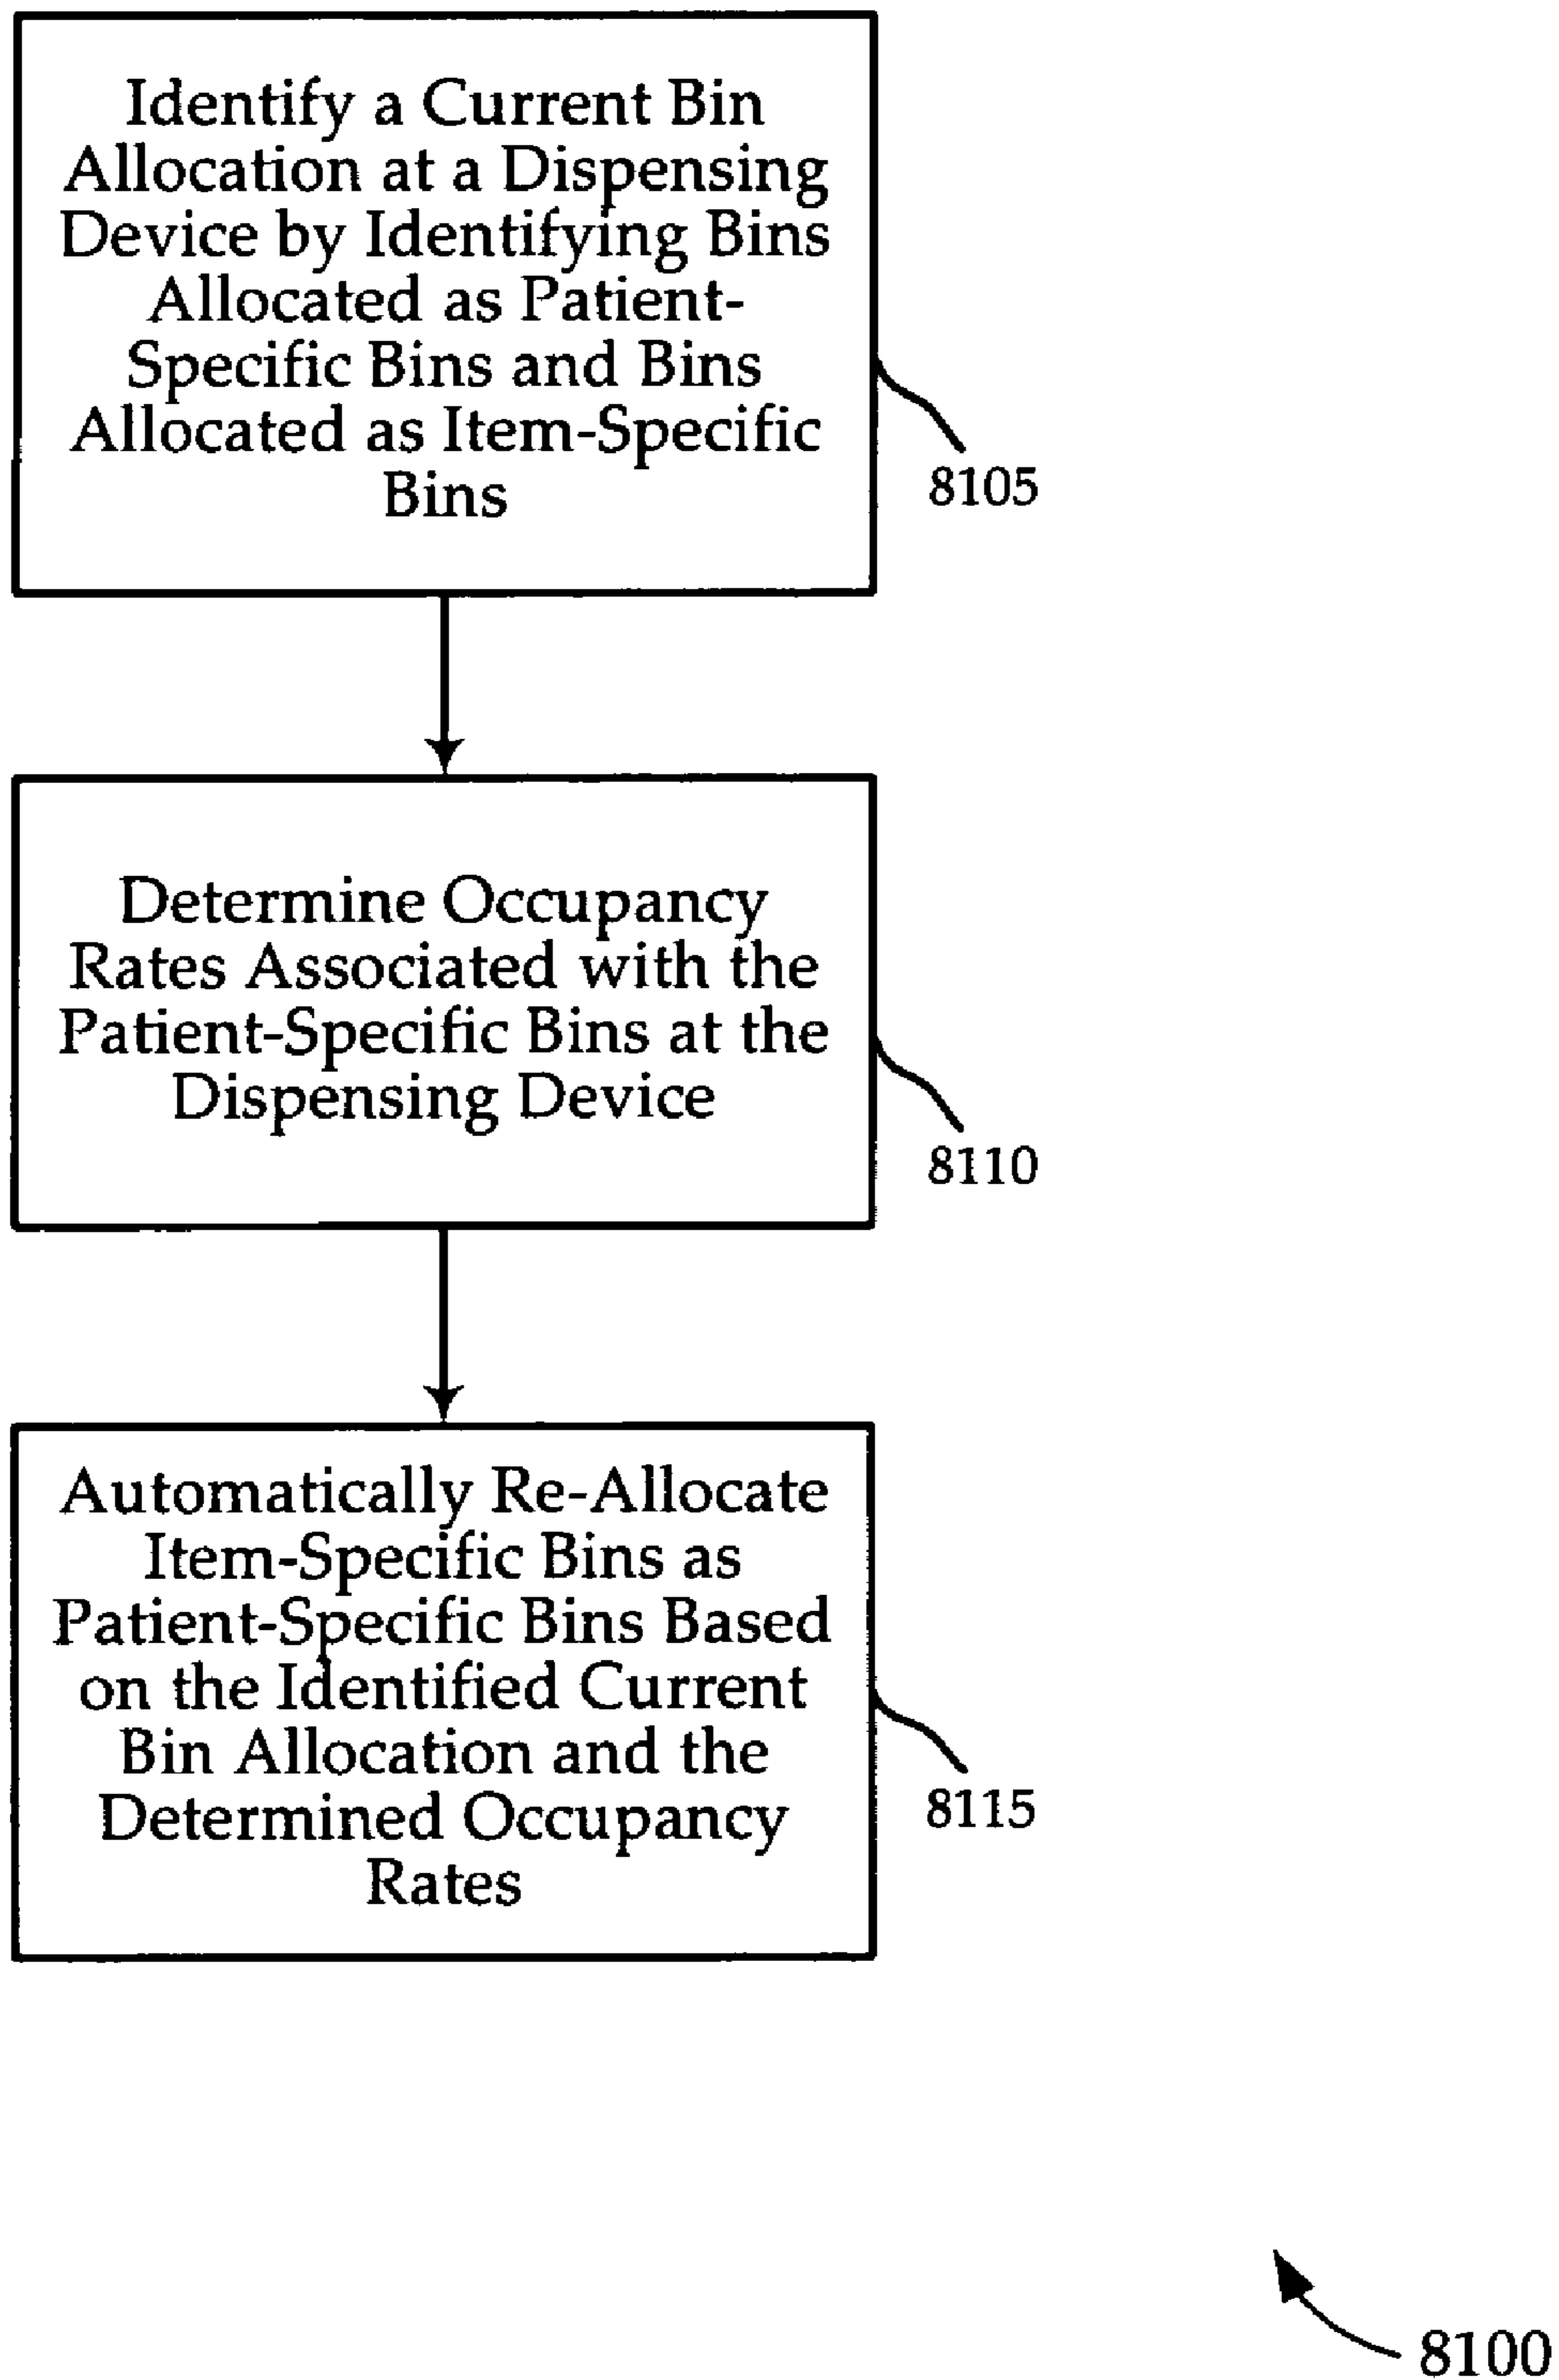 Identify a Current Bin
Allocation at a Dispensing
Device by Identifying Bins
Allocated as Patient-
Specific Bins and Bins
Allocated as Item-Specific
Bins
8105
Determine Occupancy
Rates Associated with the
Patient-Specific Bins at the
Dispensing Device
8110
Automatically Re-Allocate
Item-Specific Bins as
Patient-Specific Bins Based
on the Identified Current
Bin Allocation and the
Determined Occupancy
Rates
8115
8100